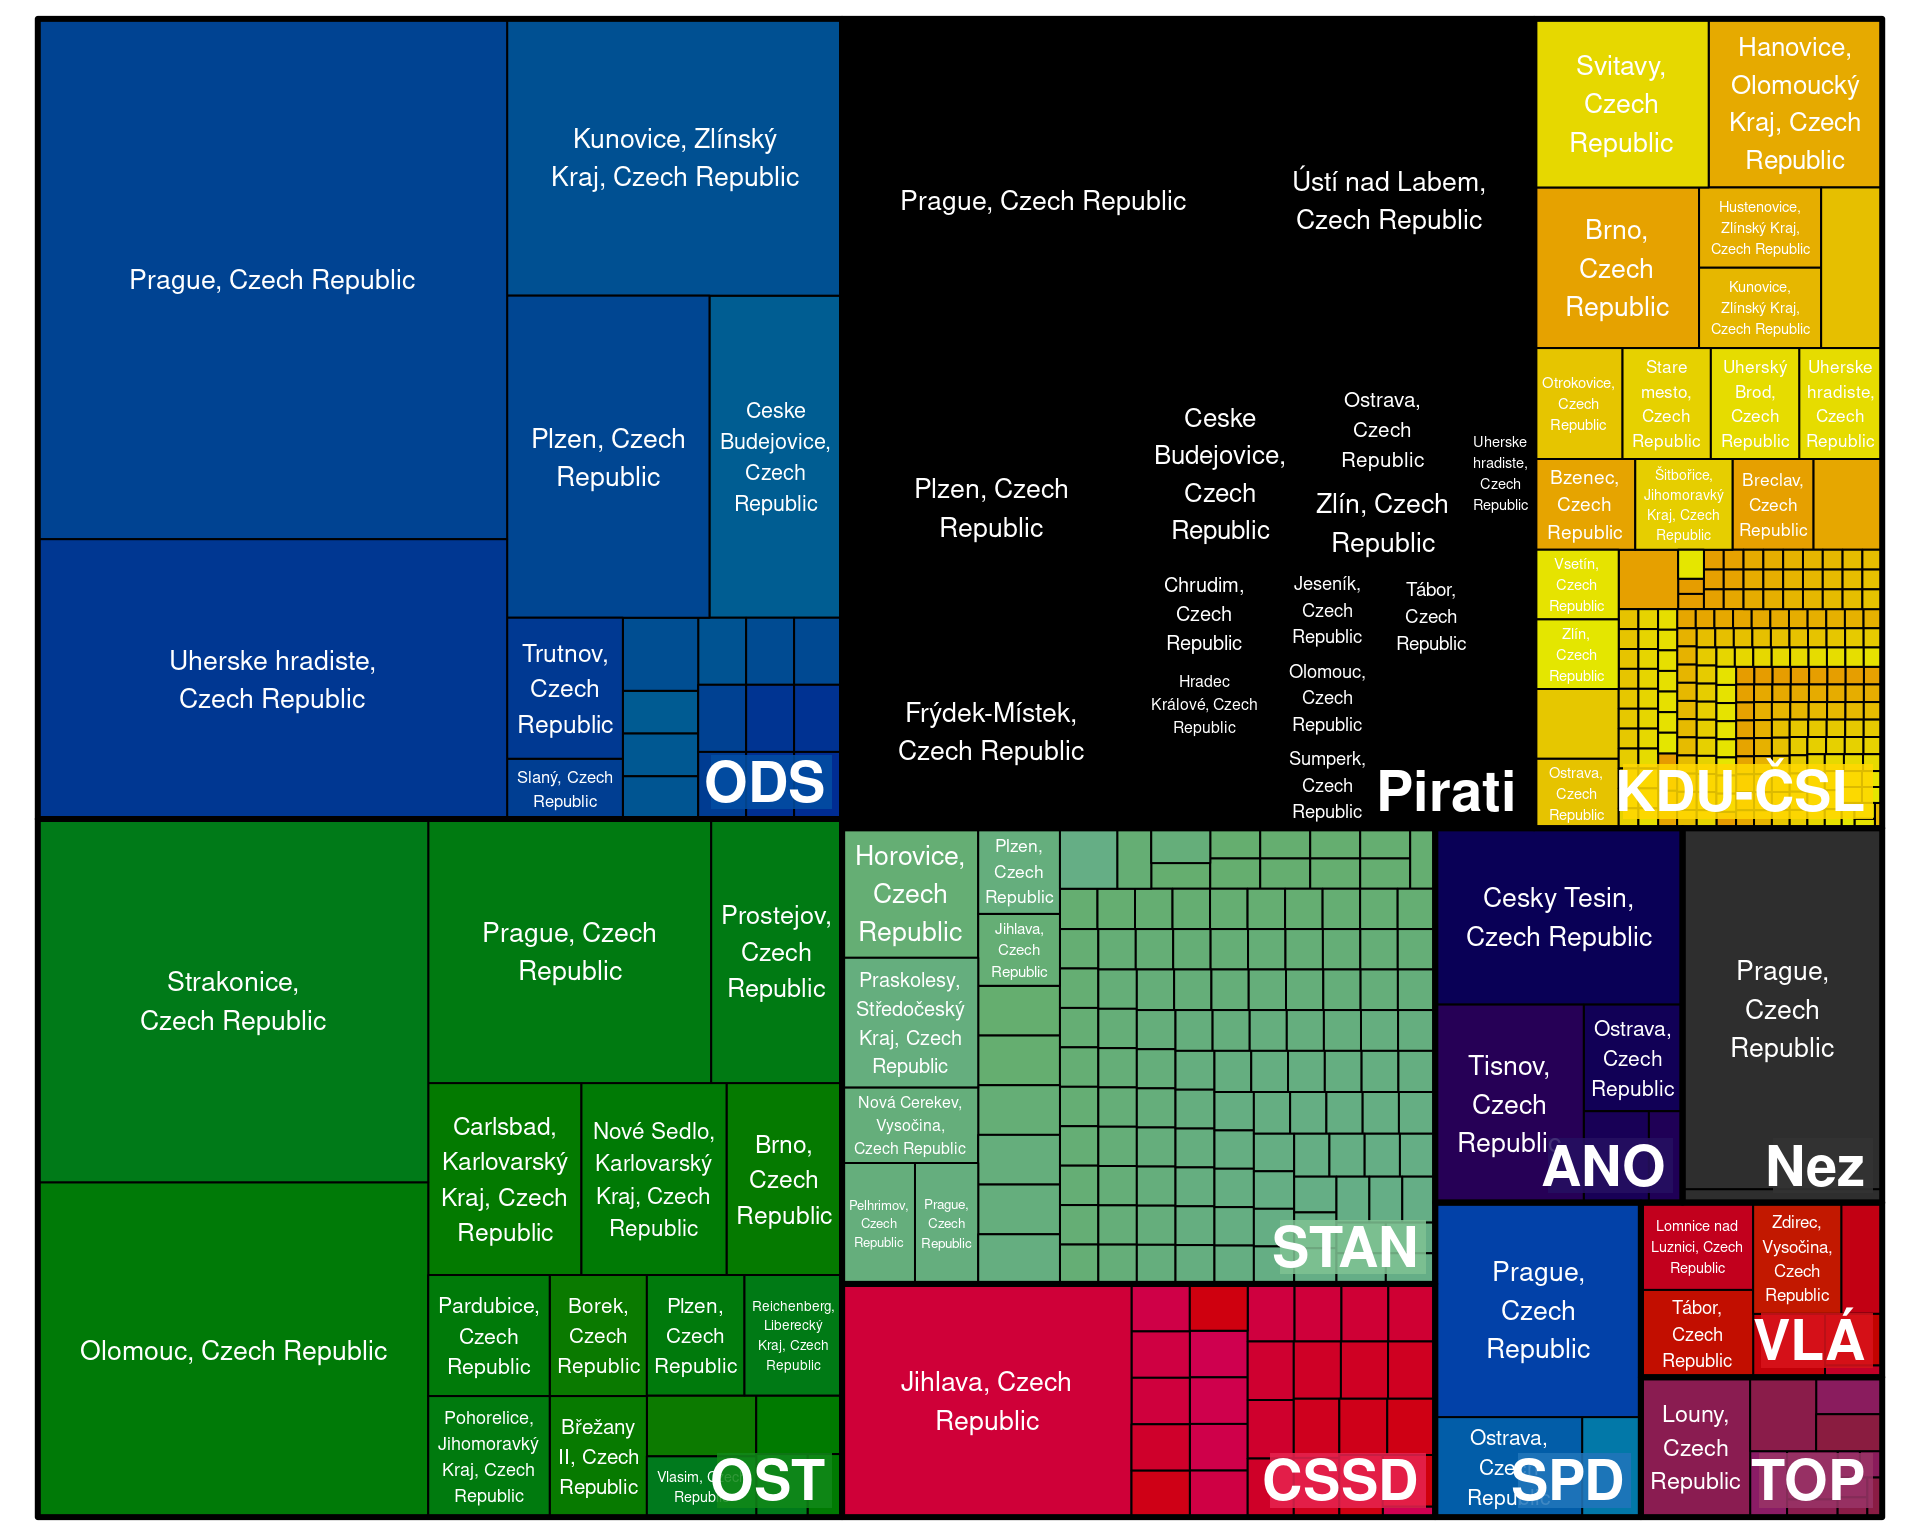 Prague, Czech Republic
Kunovice, Zlínský
Kraj, Czech Republic
Plzen, Czech
Republic
Ceske
Budejovice,
Czech
Republic
Uherske hradiste,
Czech Republic
Trutnov,
Czech
Republic
Slaný, Czech
Republic
ODS
Prague, Czech Republic
Ústí nad Labem,
Czech Republic
Plzen, Czech
Republic
Ceske
Budejovice,
Czech
Republic
Ostrava,
Czech
Republic
Uherske
hradiste,
Czech
Republic
Zlín, Czech
Republic
Frýdek-Místek,
Czech Republic
Chrudim,
Czech
Republic
Jeseník,
Czech
Republic
Tábor,
Czech
Republic
Hradec
Králové, Czech
Republic
Olomouc,
Czech
Republic
Sumperk,
Czech
Republic
Pirati
Svitavy,
Czech
Republic
Hanovice,
Olomoucký
Kraj, Czech
Republic
Brno,
Czech
Republic
Hustenovice,
Zlínský Kraj,
Czech Republic
Kunovice,
Zlínský Kraj,
Czech Republic
Otrokovice,
Czech
Republic
Stare
mesto,
Czech
Republic
Uherský
Brod,
Czech
Republic
Uherske
hradiste,
Czech
Republic
Bzenec,
Czech
Republic
Šitbořice,
Jihomoravký
Kraj, Czech
Republic
Breclav,
Czech
Republic
Vsetín,
Czech
Republic
Zlín,
Czech
Republic
Ostrava,
Czech
Republic
KDU-ČSL
Strakonice,
Czech Republic
Prague, Czech
Republic
Prostejov,
Czech
Republic
Olomouc, Czech Republic
Carlsbad,
Karlovarský
Kraj, Czech
Republic
Nové Sedlo,
Karlovarský
Kraj, Czech
Republic
Brno,
Czech
Republic
Pardubice,
Czech
Republic
Borek,
Czech
Republic
Plzen,
Czech
Republic
Reichenberg,
Liberecký
Kraj, Czech
Republic
Pohorelice,
Jihomoravký
Kraj, Czech
Republic
Břežany
II, Czech
Republic
Vlasim, Czech
Republic
OST
Horovice,
Czech
Republic
Plzen,
Czech
Republic
Jihlava,
Czech
Republic
Praskolesy,
Středočeský
Kraj, Czech
Republic
Nová Cerekev,
Vysočina,
Czech Republic
Pelhrimov,
Czech
Republic
Prague,
Czech
Republic
STAN
Jihlava, Czech
Republic
CSSD
Cesky Tesin,
Czech Republic
Tisnov,
Czech
Republic
Ostrava,
Czech
Republic
ANO
Prague,
Czech
Republic
Nez
Prague,
Czech
Republic
Ostrava,
Czech
Republic
SPD
Lomnice nad
Luznici, Czech
Republic
Zdirec,
Vysočina,
Czech
Republic
Tábor,
Czech
Republic
VLÁ
Louny,
Czech
Republic
TOP